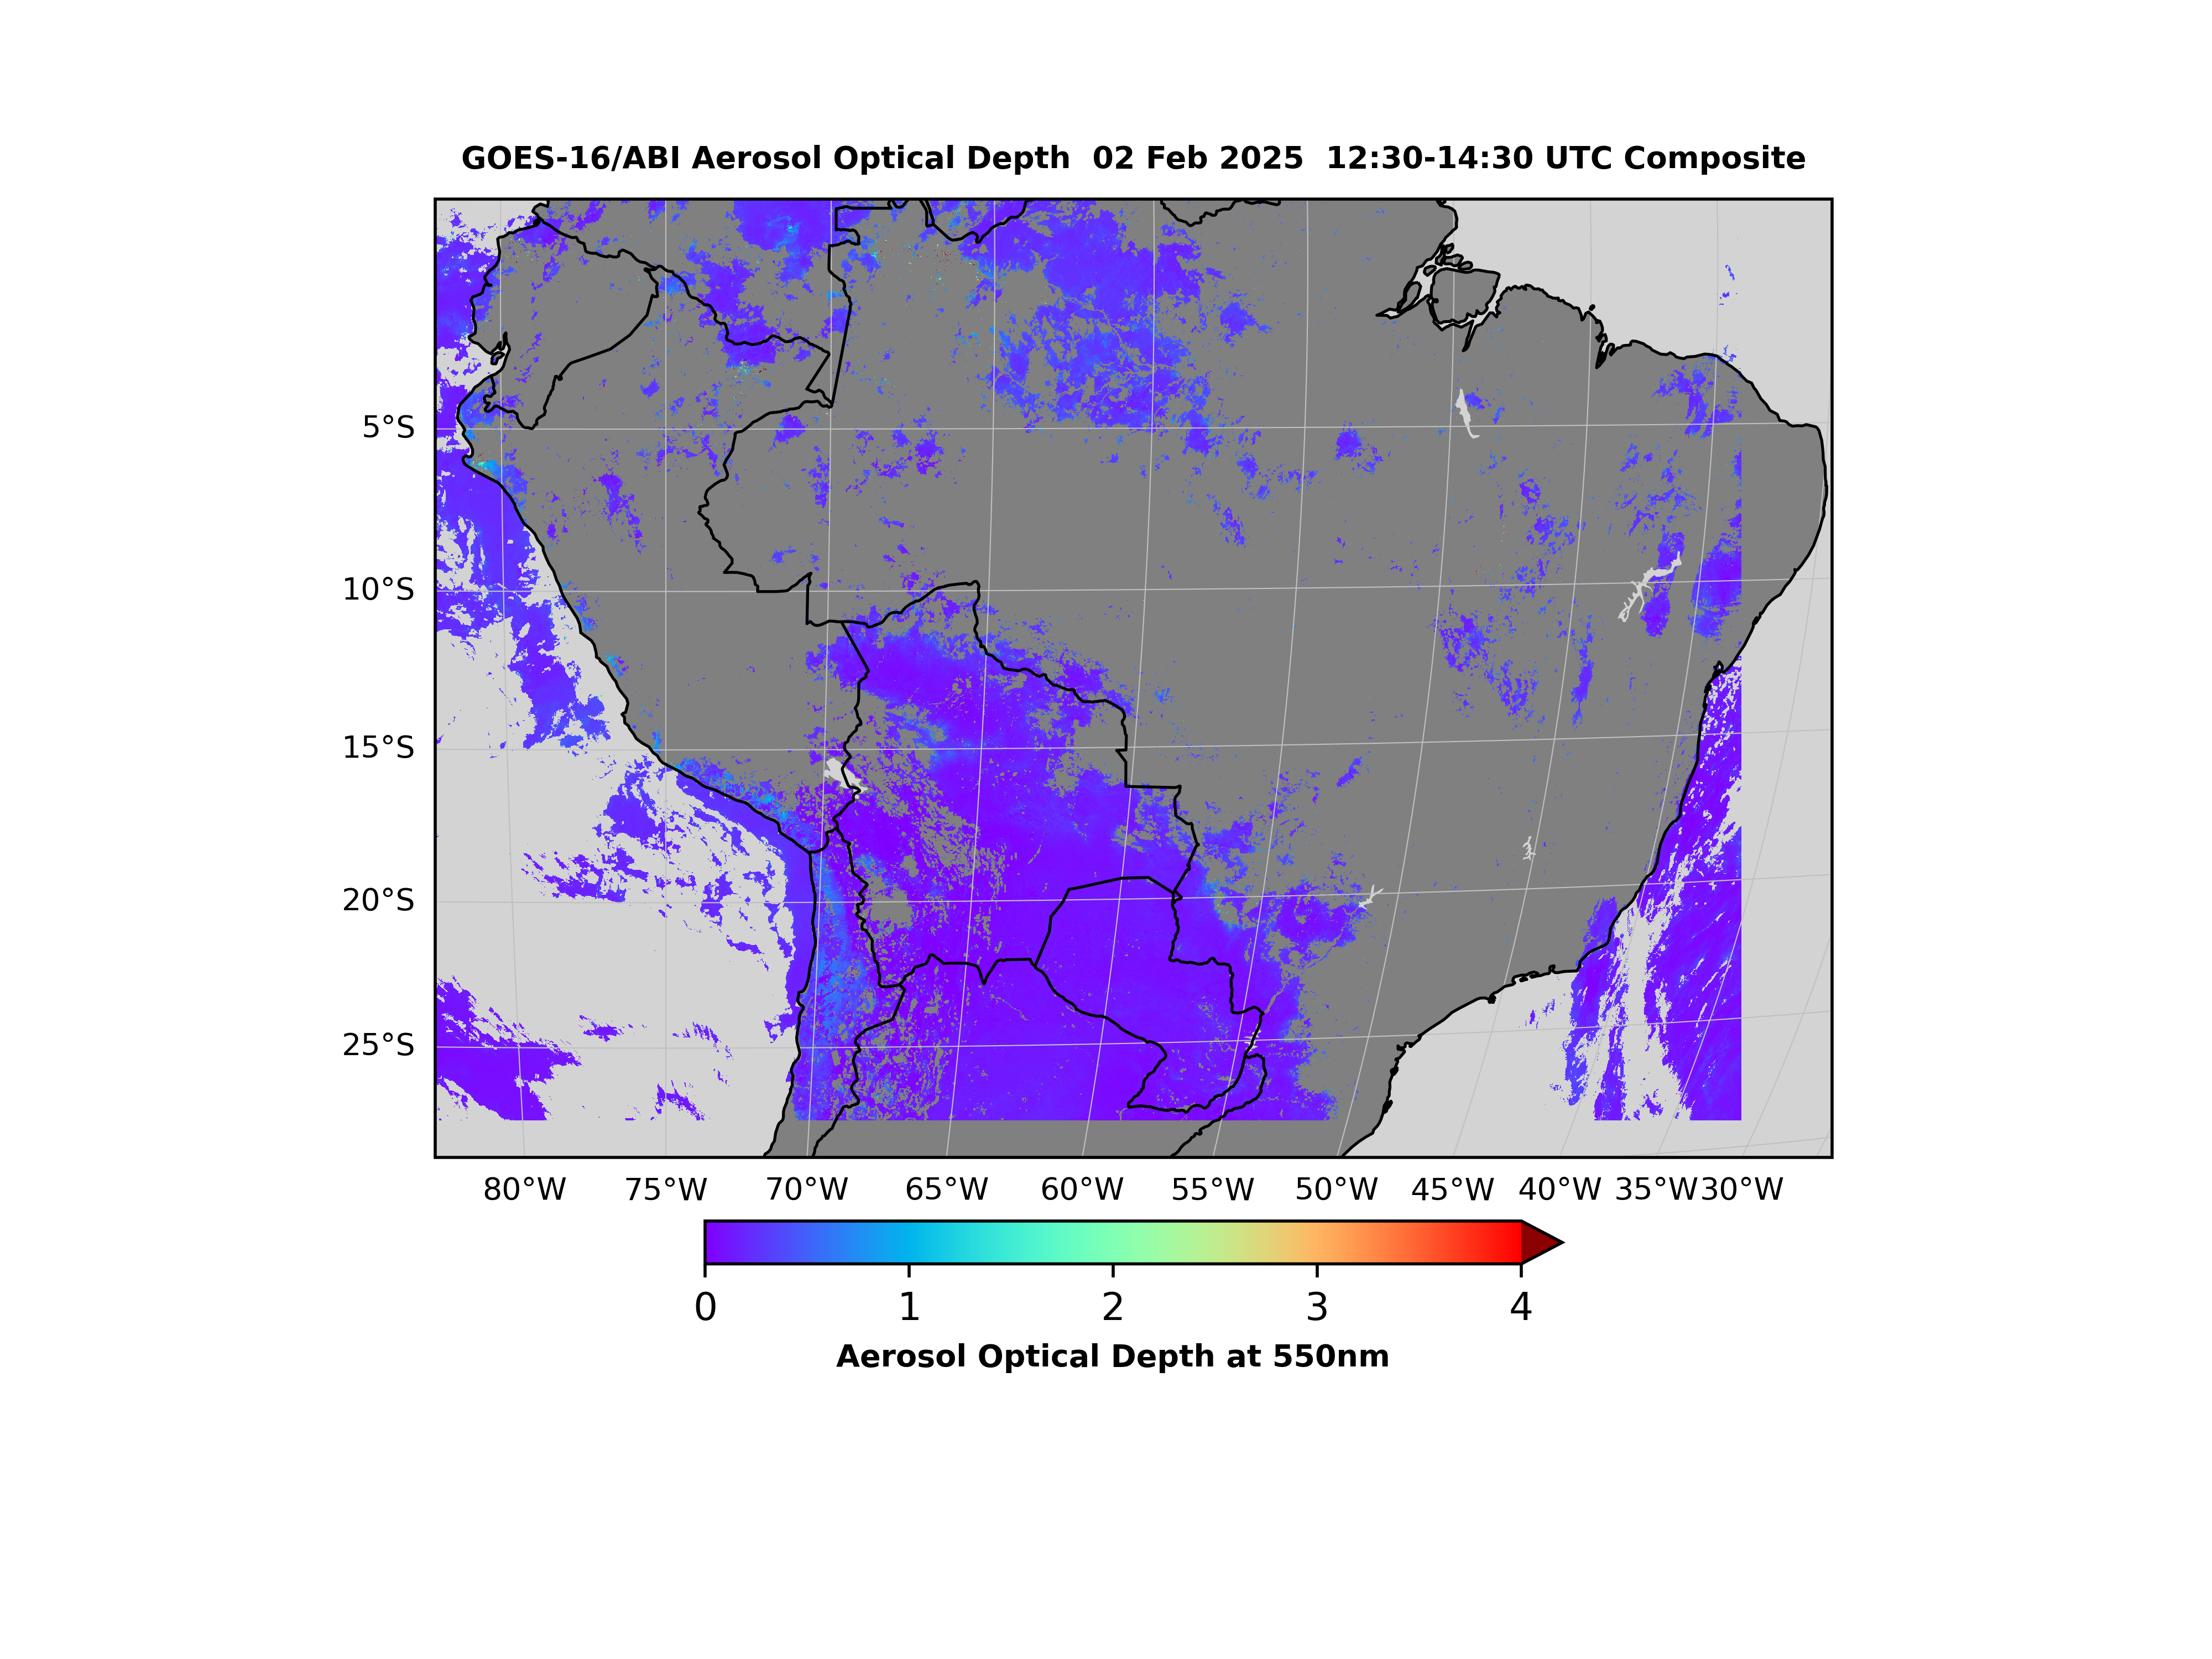 GOES-16/ABI Aerosol Optical Depth  02 Feb 2025  12:30-14:30 UTC Composite
5°S
10°S
15°S
20°S
25°S
80°W 75°W 70°W 65°W 60°W 55°W 50°W 45°W 40°W 35°W 30°W
0 1 2 3 4
Aerosol Optical Depth at 550nm